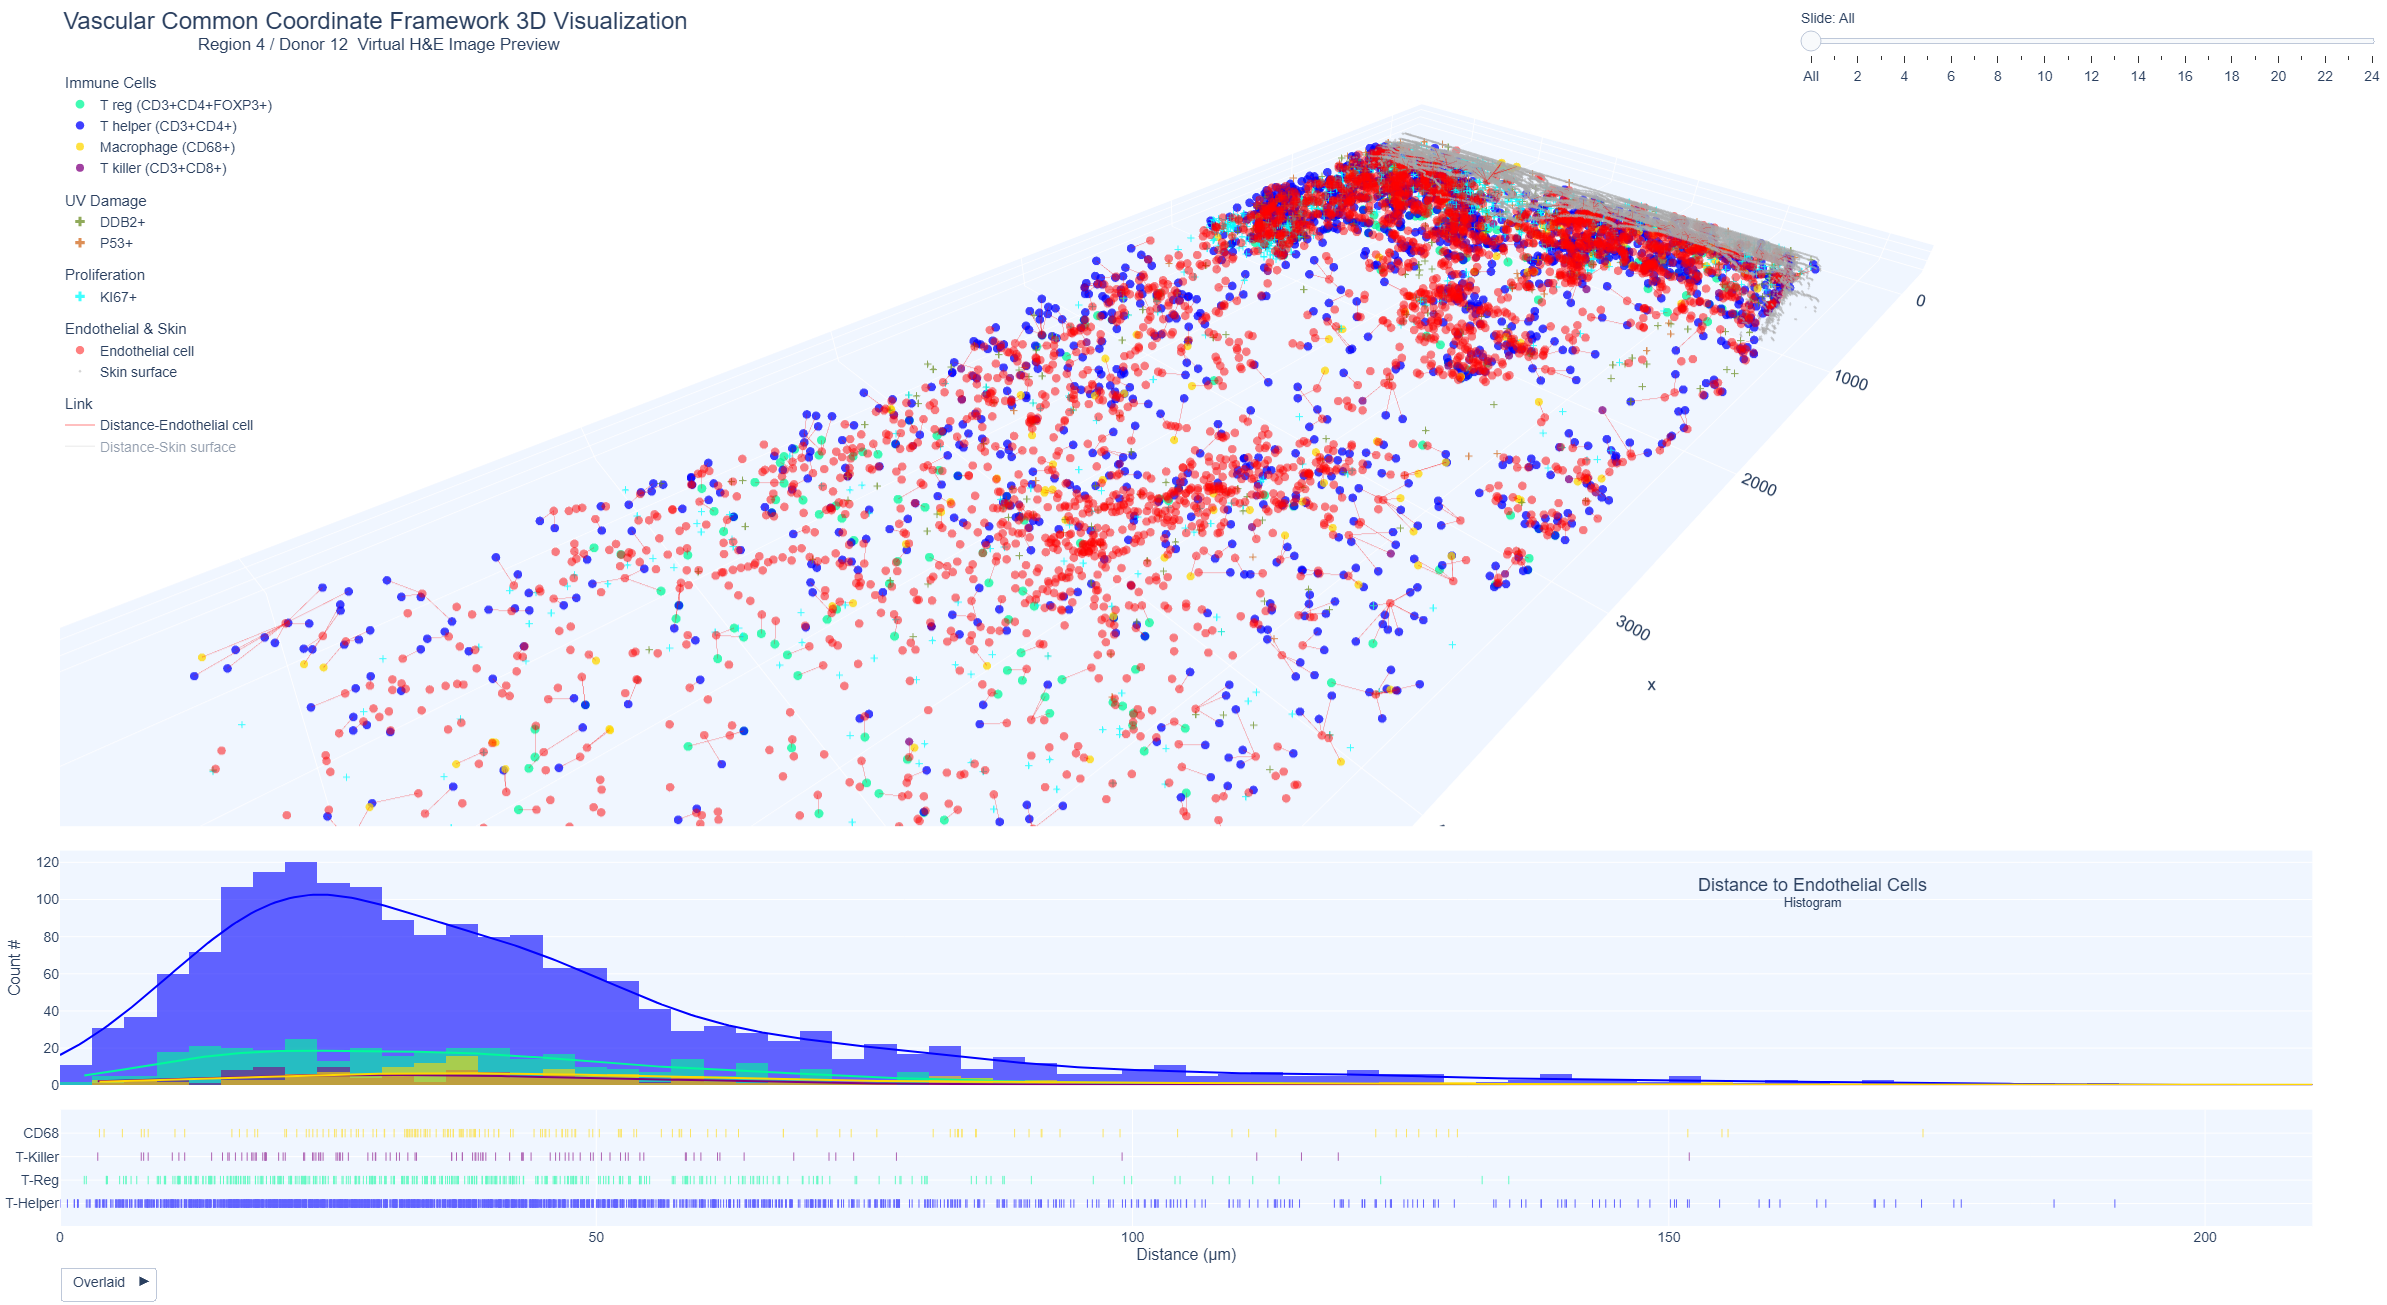 Vascular Common Coordinate Framework 3D Visualization
Region 4 / Donor 12  Virtual H&E Image Preview
Slide: All
All 2 4 6 8 10 12 14 16 18 20 22 24
Immune Cells
T reg (CD3+CD4+FOXP3+)
T helper (CD3+CD4+)
Macrophage (CD68+)
T killer (CD3+CD8+)
UV Damage
DDB2+
P53+
Proliferation
KI67+
Endothelial & Skin
Endothelial cell
Skin surface
Link
Distance-Endothelial cell
Distance-Skin surface
0
1000
2000
3000
x
Distance to Endothelial Cells
Histogram
Count #
120
100
80
60
40
20
0
CD68
T-Killer
T-Reg
T-Helper
0 50 100 150 200
Distance (μm)
Overlaid ►